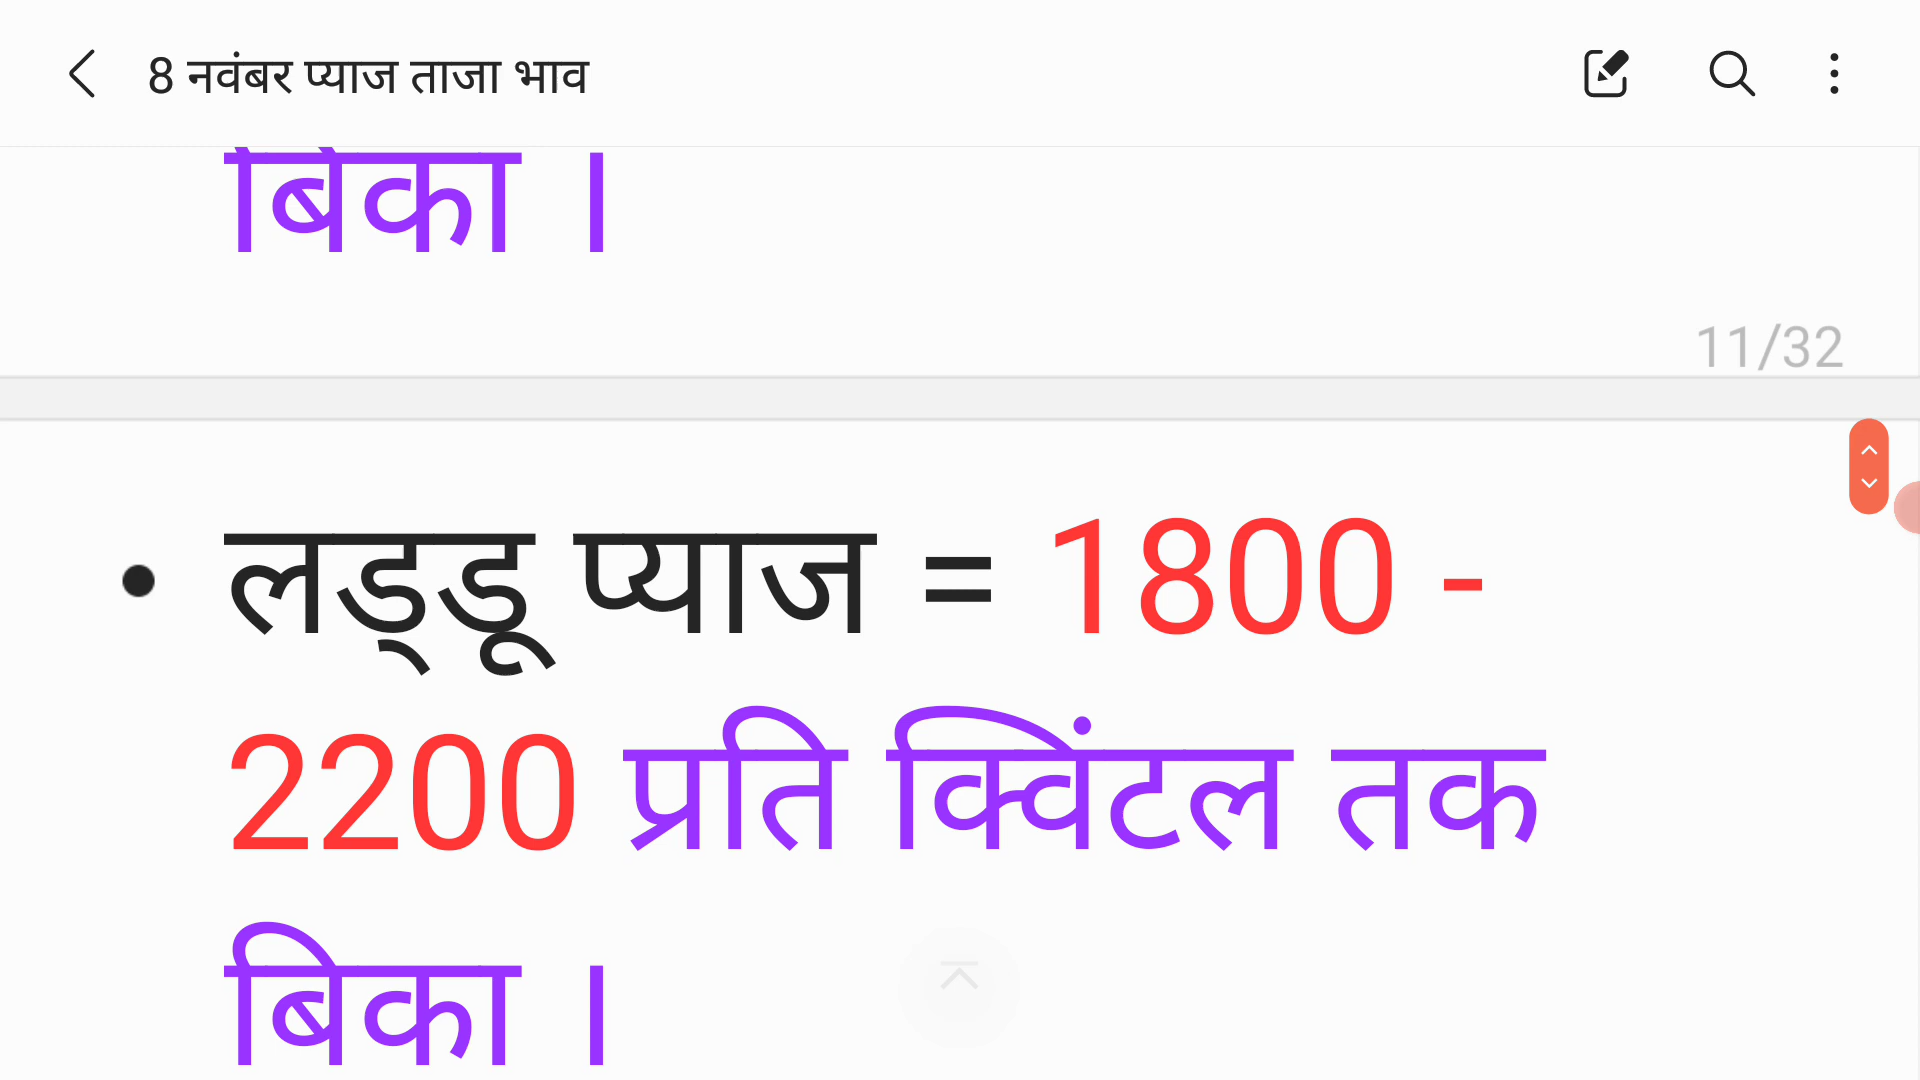 8 नवंबर प्याज ताजा भाव
बिका ।
11/32
• लड्डू प्याज = 1800 -
2200 प्रति क्विंटल तक
बिका ।